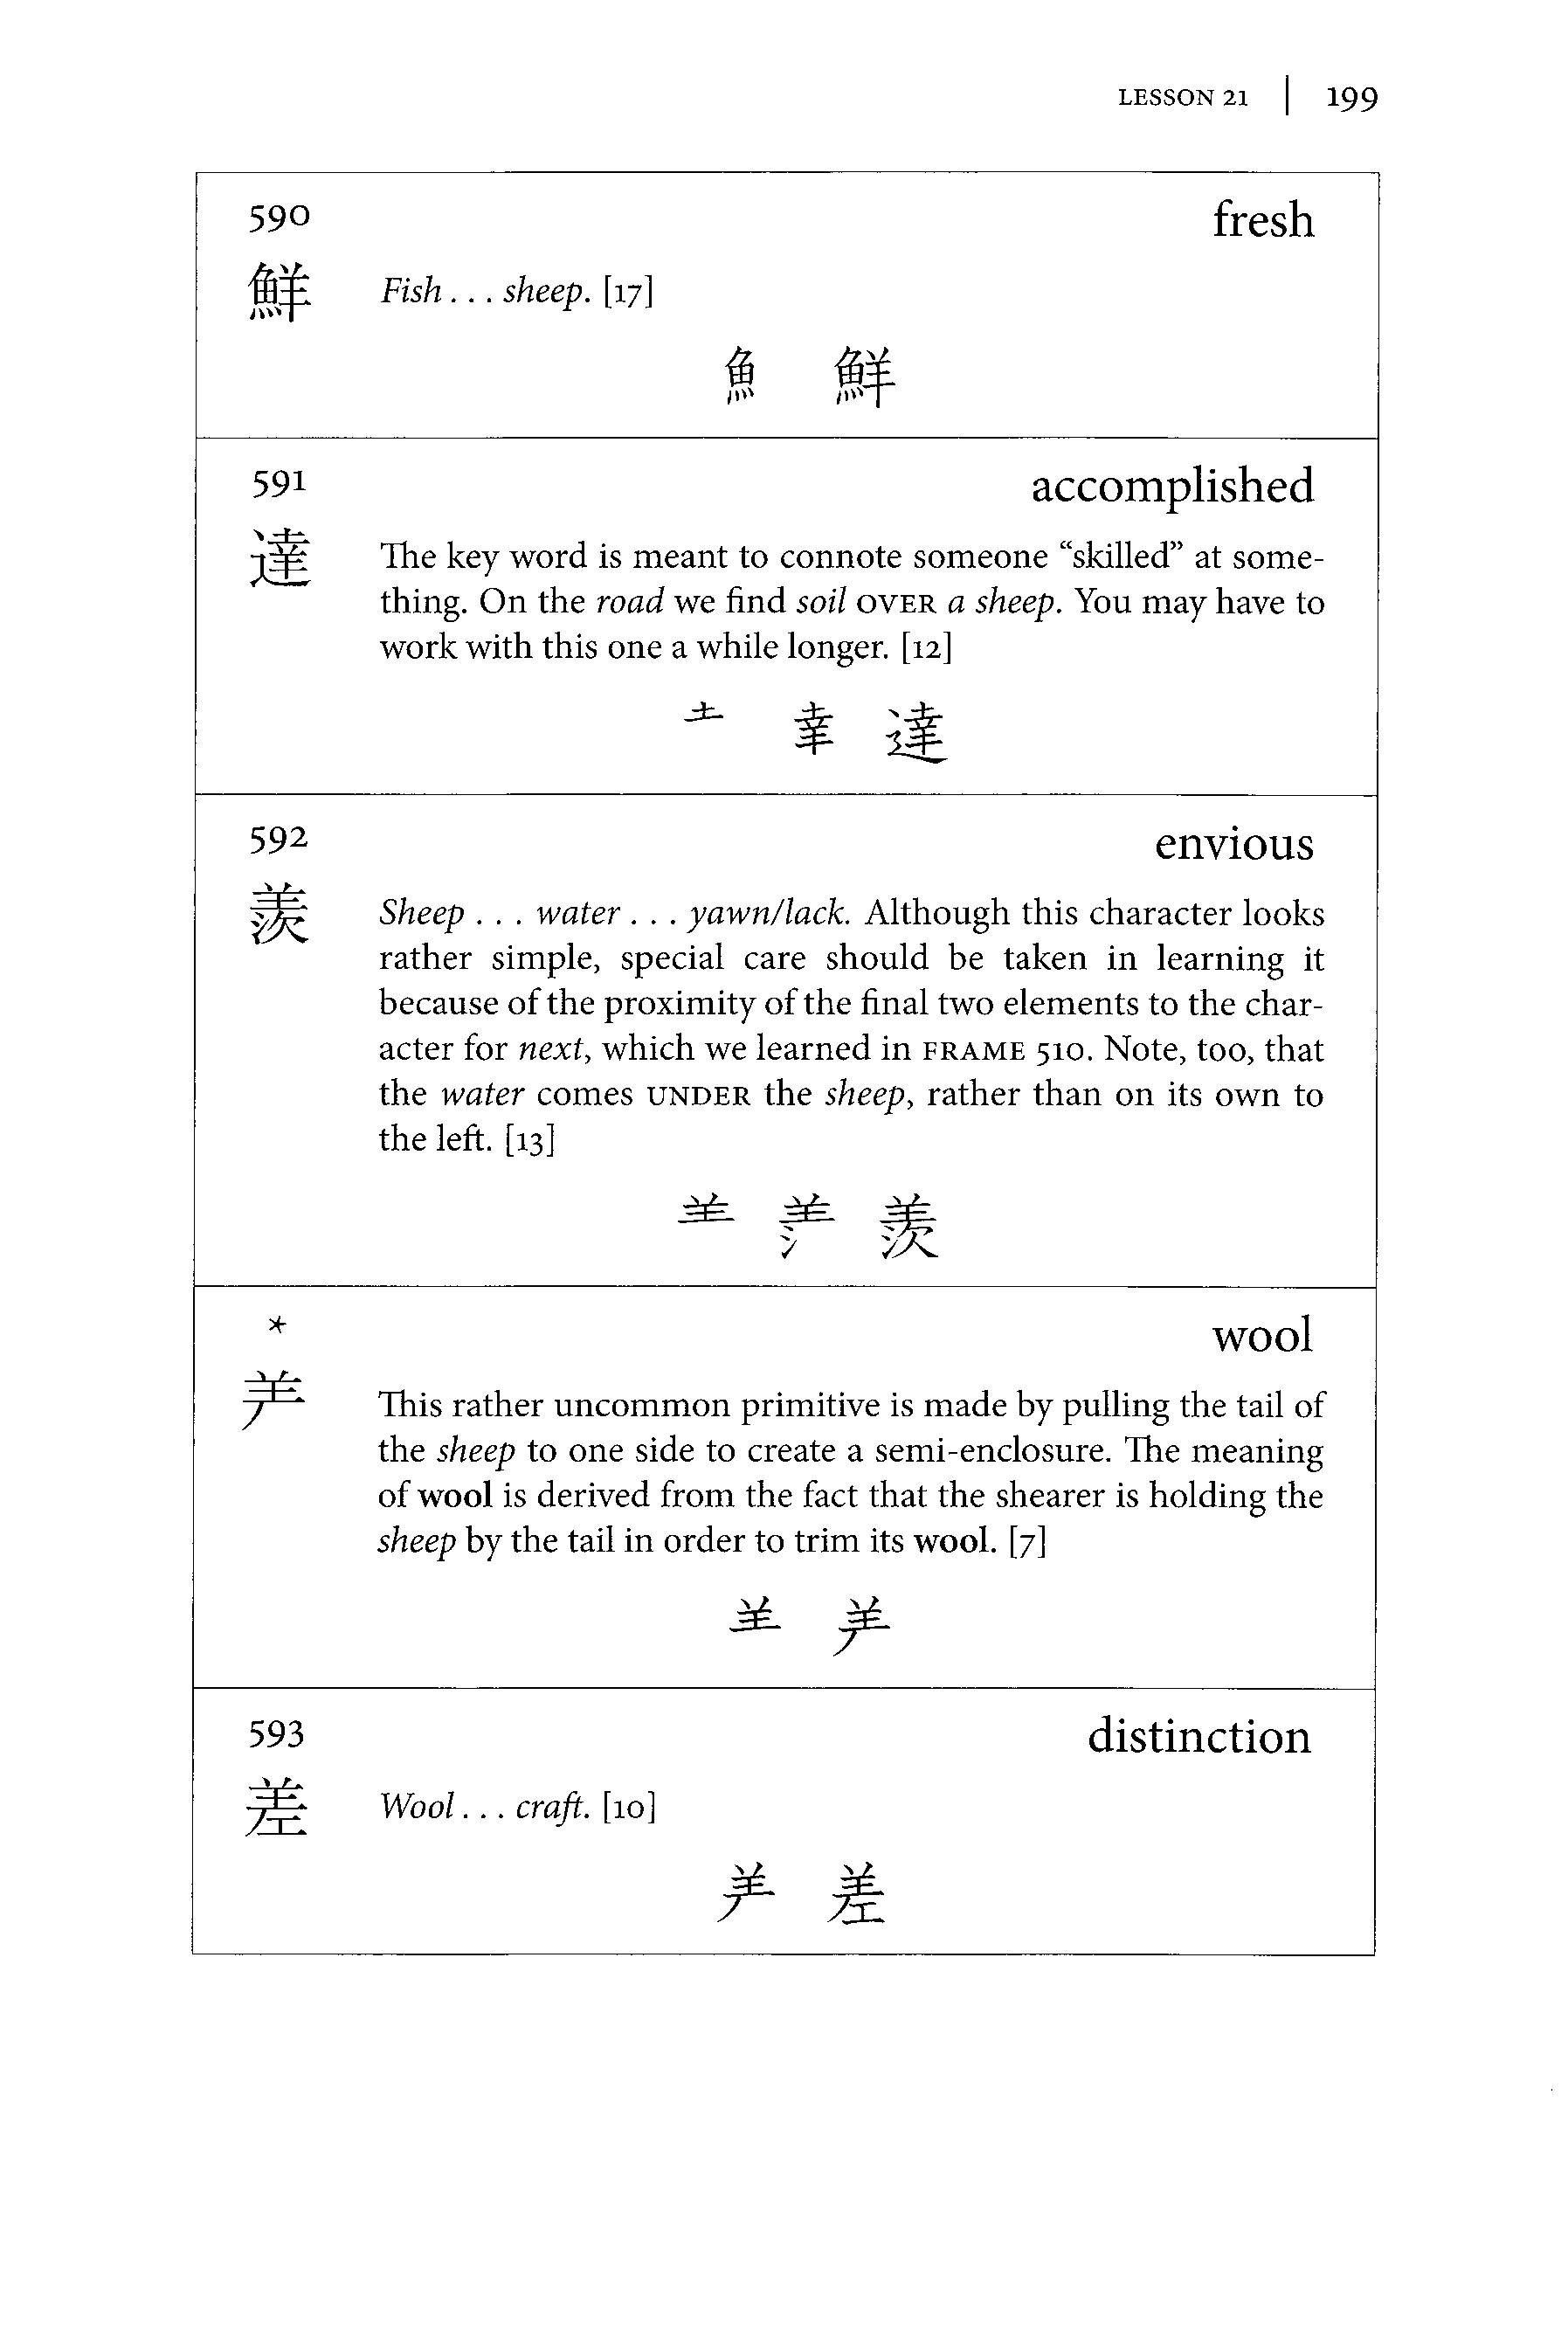 LESSON 21 | 199
590 fresh
鮮 Fish . . . sheep. [17]
魚 鮮
591 accomplished
達 The key word is meant to connote someone “skilled” at some-
thing. On the road we find soil OVER a sheep. You may have to
work with this one a while longer. [12]
土 幸 達
592 envious
羨 Sheep . . . water . . . yawn/lack. Although this character looks
rather simple, special care should be taken in learning it
because of the proximity of the final two elements to the char-
acter for next, which we learned in FRAME 510. Note, too, that
the water comes UNDER the sheep, rather than on its own to
the left. [13]
𦍌 羨
* wool
⺶ This rather uncommon primitive is made by pulling the tail of
the sheep to one side to create a semi-enclosure. The meaning
of wool is derived from the fact that the shearer is holding the
sheep by the tail in order to trim its wool. [7]
𦍌 ⺶
593 distinction
差 Wool . . . craft. [10]
⺶ 差